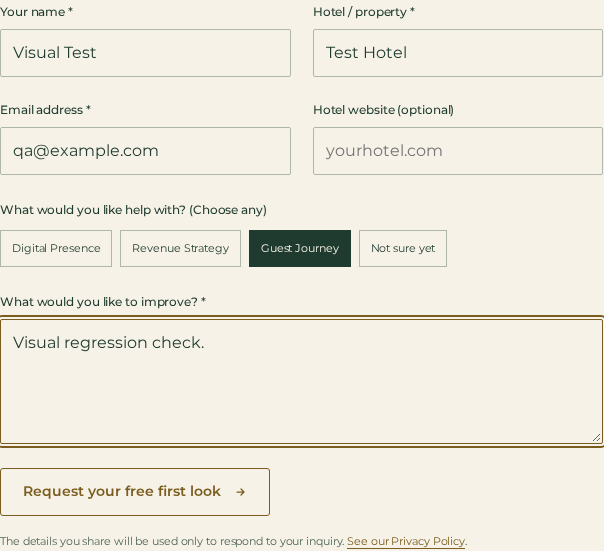 Your name *
Hotel / property *
Visual Test
Test Hotel
Email address *
Hotel website (optional)
qa@example.com
yourhotel.com
What would you like help with? (Choose any)
Digital Presence
Revenue Strategy
Guest Journey
Not sure yet
What would you like to improve? *
Visual regression check.
Request your free first look →
The details you share will be used only to respond to your inquiry. See our Privacy Policy.